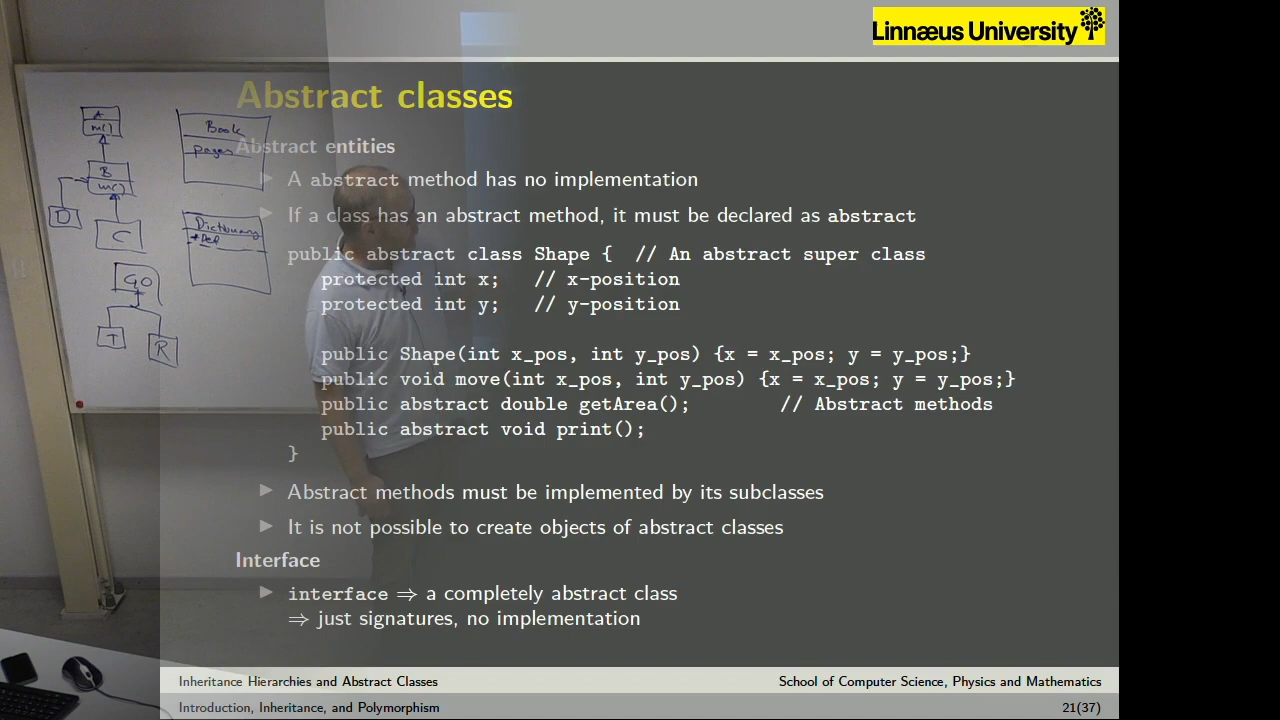 Linnæus University
Abstract classes
Abstract entities
A abstract method has no implementation
If a class has an abstract method, it must be declared as abstract
public abstract class Shape { // An abstract super class
protected int x; // x-position
protected int y; // y-position
public Shape(int x_pos, int y_pos) {x = x_pos; y = y_pos;}
public void move(int x_pos, int y_pos) {x = x_pos; y = y_pos;}
public abstract double getArea(); // Abstract methods
public abstract void print();
}
Abstract methods must be implemented by its subclasses
It is not possible to create objects of abstract classes
Interface
interface ⇒ a completely abstract class
⇒ just signatures, no implementation
Inheritance Hierarchies and Abstract Classes
School of Computer Science, Physics and Mathematics
Introduction, Inheritance, and Polymorphism
21(37)
A
m()
B
m()
D
C
GO
T
R
Book
pages
Dictionary